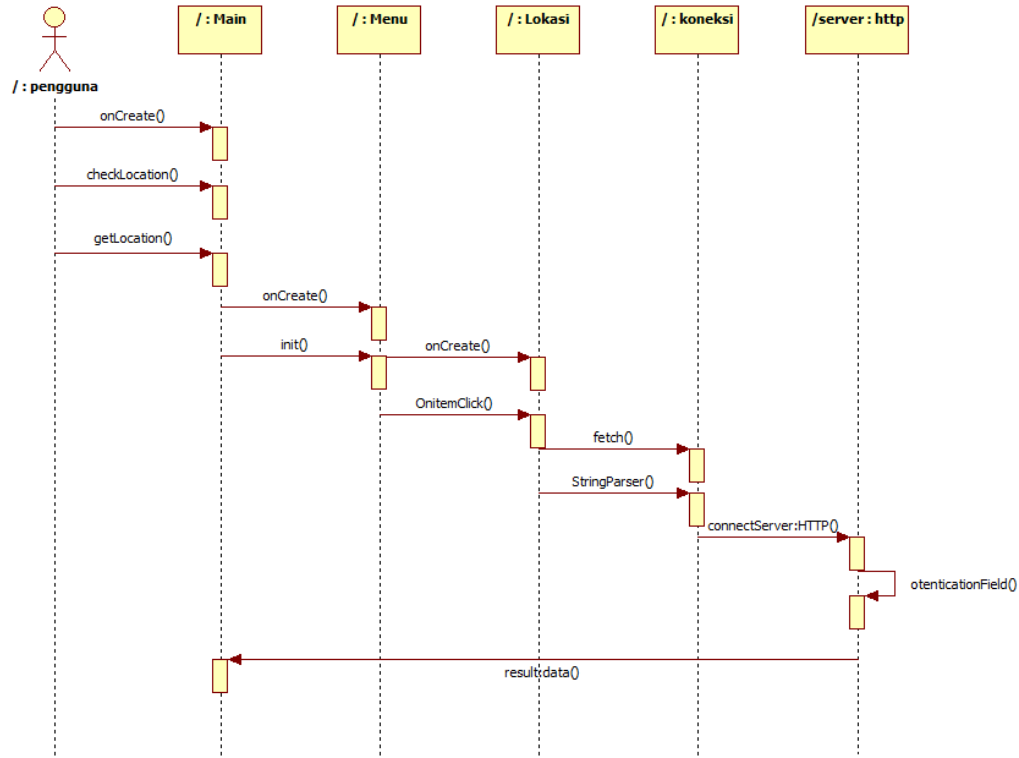 / : Main
/ : Menu
/ : Lokasi
/ : koneksi
/server : http
/ : pengguna
onCreate()
checkLocation()
getLocation()
onCreate()
init()
onCreate()
OnitemClick()
fetch()
StringParser()
connectServer:HTTP()
otenticationField()
result:data()